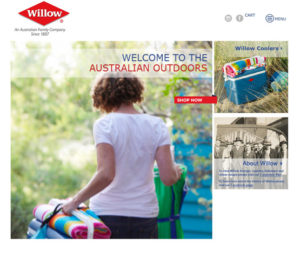 Willow
An Australian Family Company
Since 1887
CART
MENU
WELCOME TO THE
AUSTRALIAN OUTDOORS
SHOP NOW
Willow Coolers ›
About Willow ›